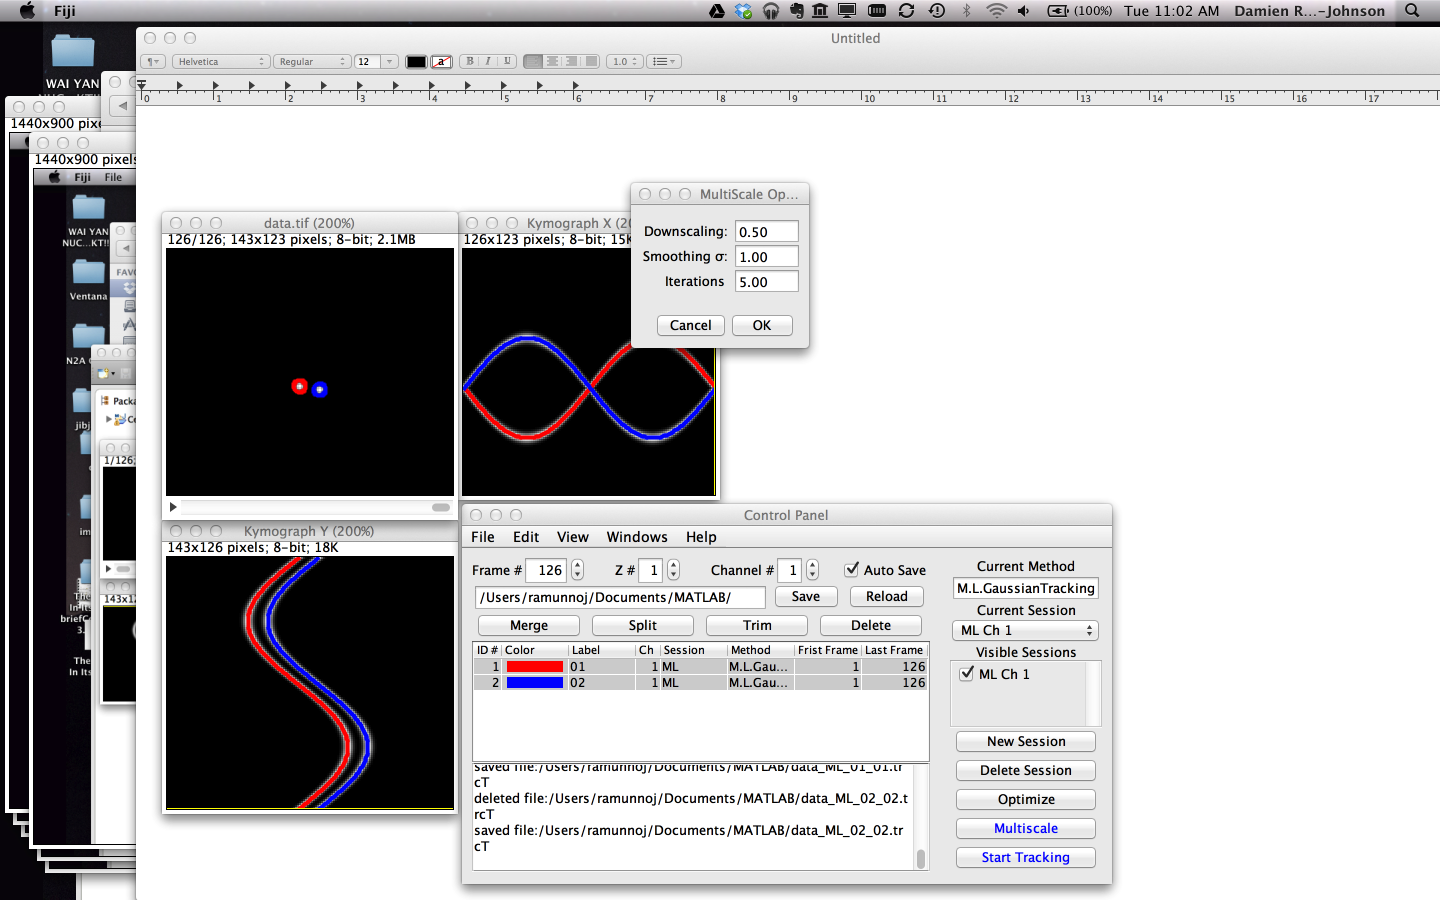 Fiji
(100%) Tue 11:02 AM Damien R...-Johnson
Untitled
Helvetica Regular 12 a B I U 1.0
0 1 2 3 4 5 6 7 8 9 10 11 12 13 14 15 16 17
WAI YAN
1440x900 pixe
1440x900 pixels
Fiji File
WAI YAN
NUC...KT!!
FAVO
Ventana
N2A
Packa
Ce
jibj
1/126;
im
143x12
The
In Its
briefC
3.
The
In Its
data.tif (200%)
126/126; 143x123 pixels; 8-bit; 2.1MB
Kymograph X (20
126x123 pixels; 8-bit; 15K
MultiScale Op...
Downscaling: 0.50
Smoothing σ: 1.00
Iterations 5.00
Cancel OK
Kymograph Y (200%)
143x126 pixels; 8-bit; 18K
Control Panel
File Edit View Windows Help
Frame # 126 Z # 1 Channel # 1 Auto Save
/Users/ramunnoj/Documents/MATLAB/ Save Reload
Merge Split Trim Delete
ID # Color Label Ch Session Method Frist Frame Last Frame
1 01 1 ML M.L.Gau... 1 126
2 02 1 ML M.L.Gau... 1 126
saved file:/Users/ramunnoj/Documents/MATLAB/data_ML_01_01.tr
cT
deleted file:/Users/ramunnoj/Documents/MATLAB/data_ML_02_02.t
rcT
saved file:/Users/ramunnoj/Documents/MATLAB/data_ML_02_02.tr
cT
Current Method
M.L.GaussianTracking
Current Session
ML Ch 1
Visible Sessions
ML Ch 1
New Session
Delete Session
Optimize
Multiscale
Start Tracking